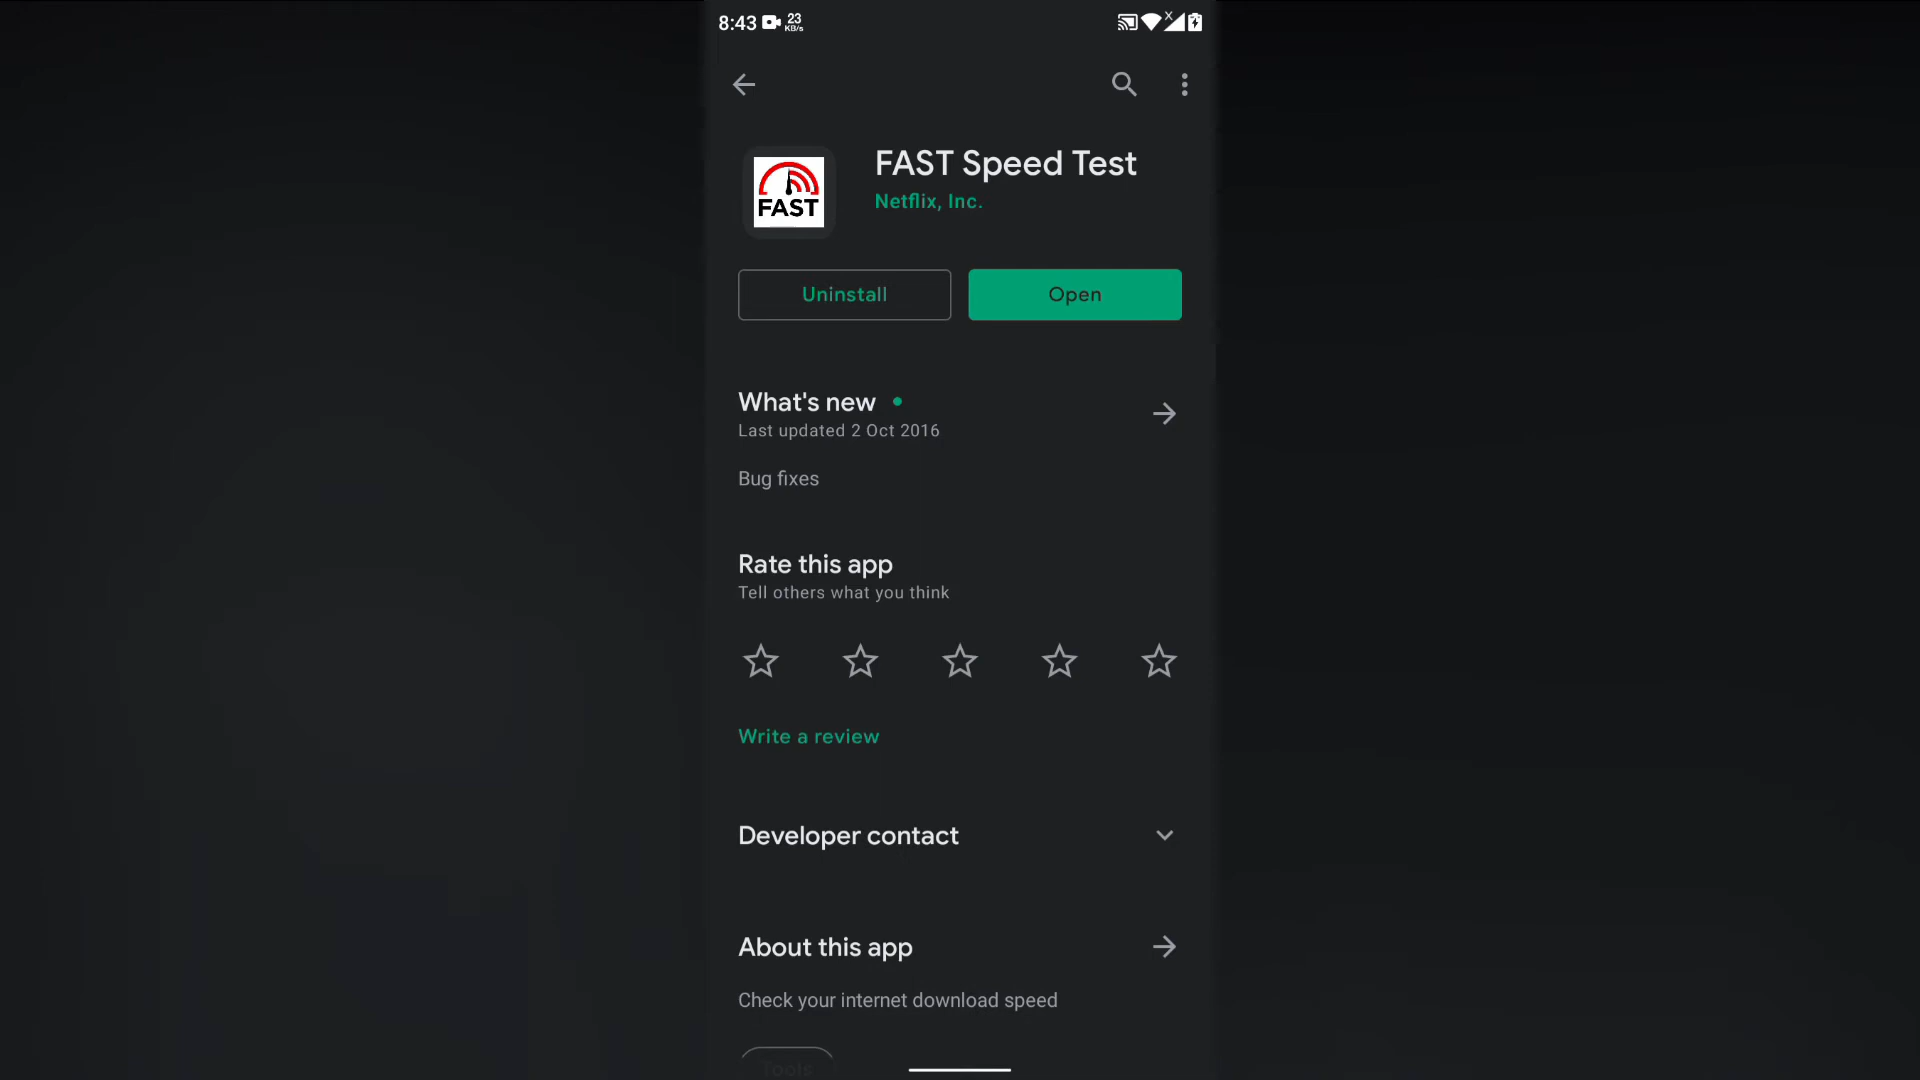 8:43 23 KB/s
FAST Speed Test
Netflix, Inc.
FAST
Uninstall
Open
What's new
Last updated 2 Oct 2016
Bug fixes
Rate this app
Tell others what you think
Write a review
Developer contact
About this app
Check your internet download speed
Tools